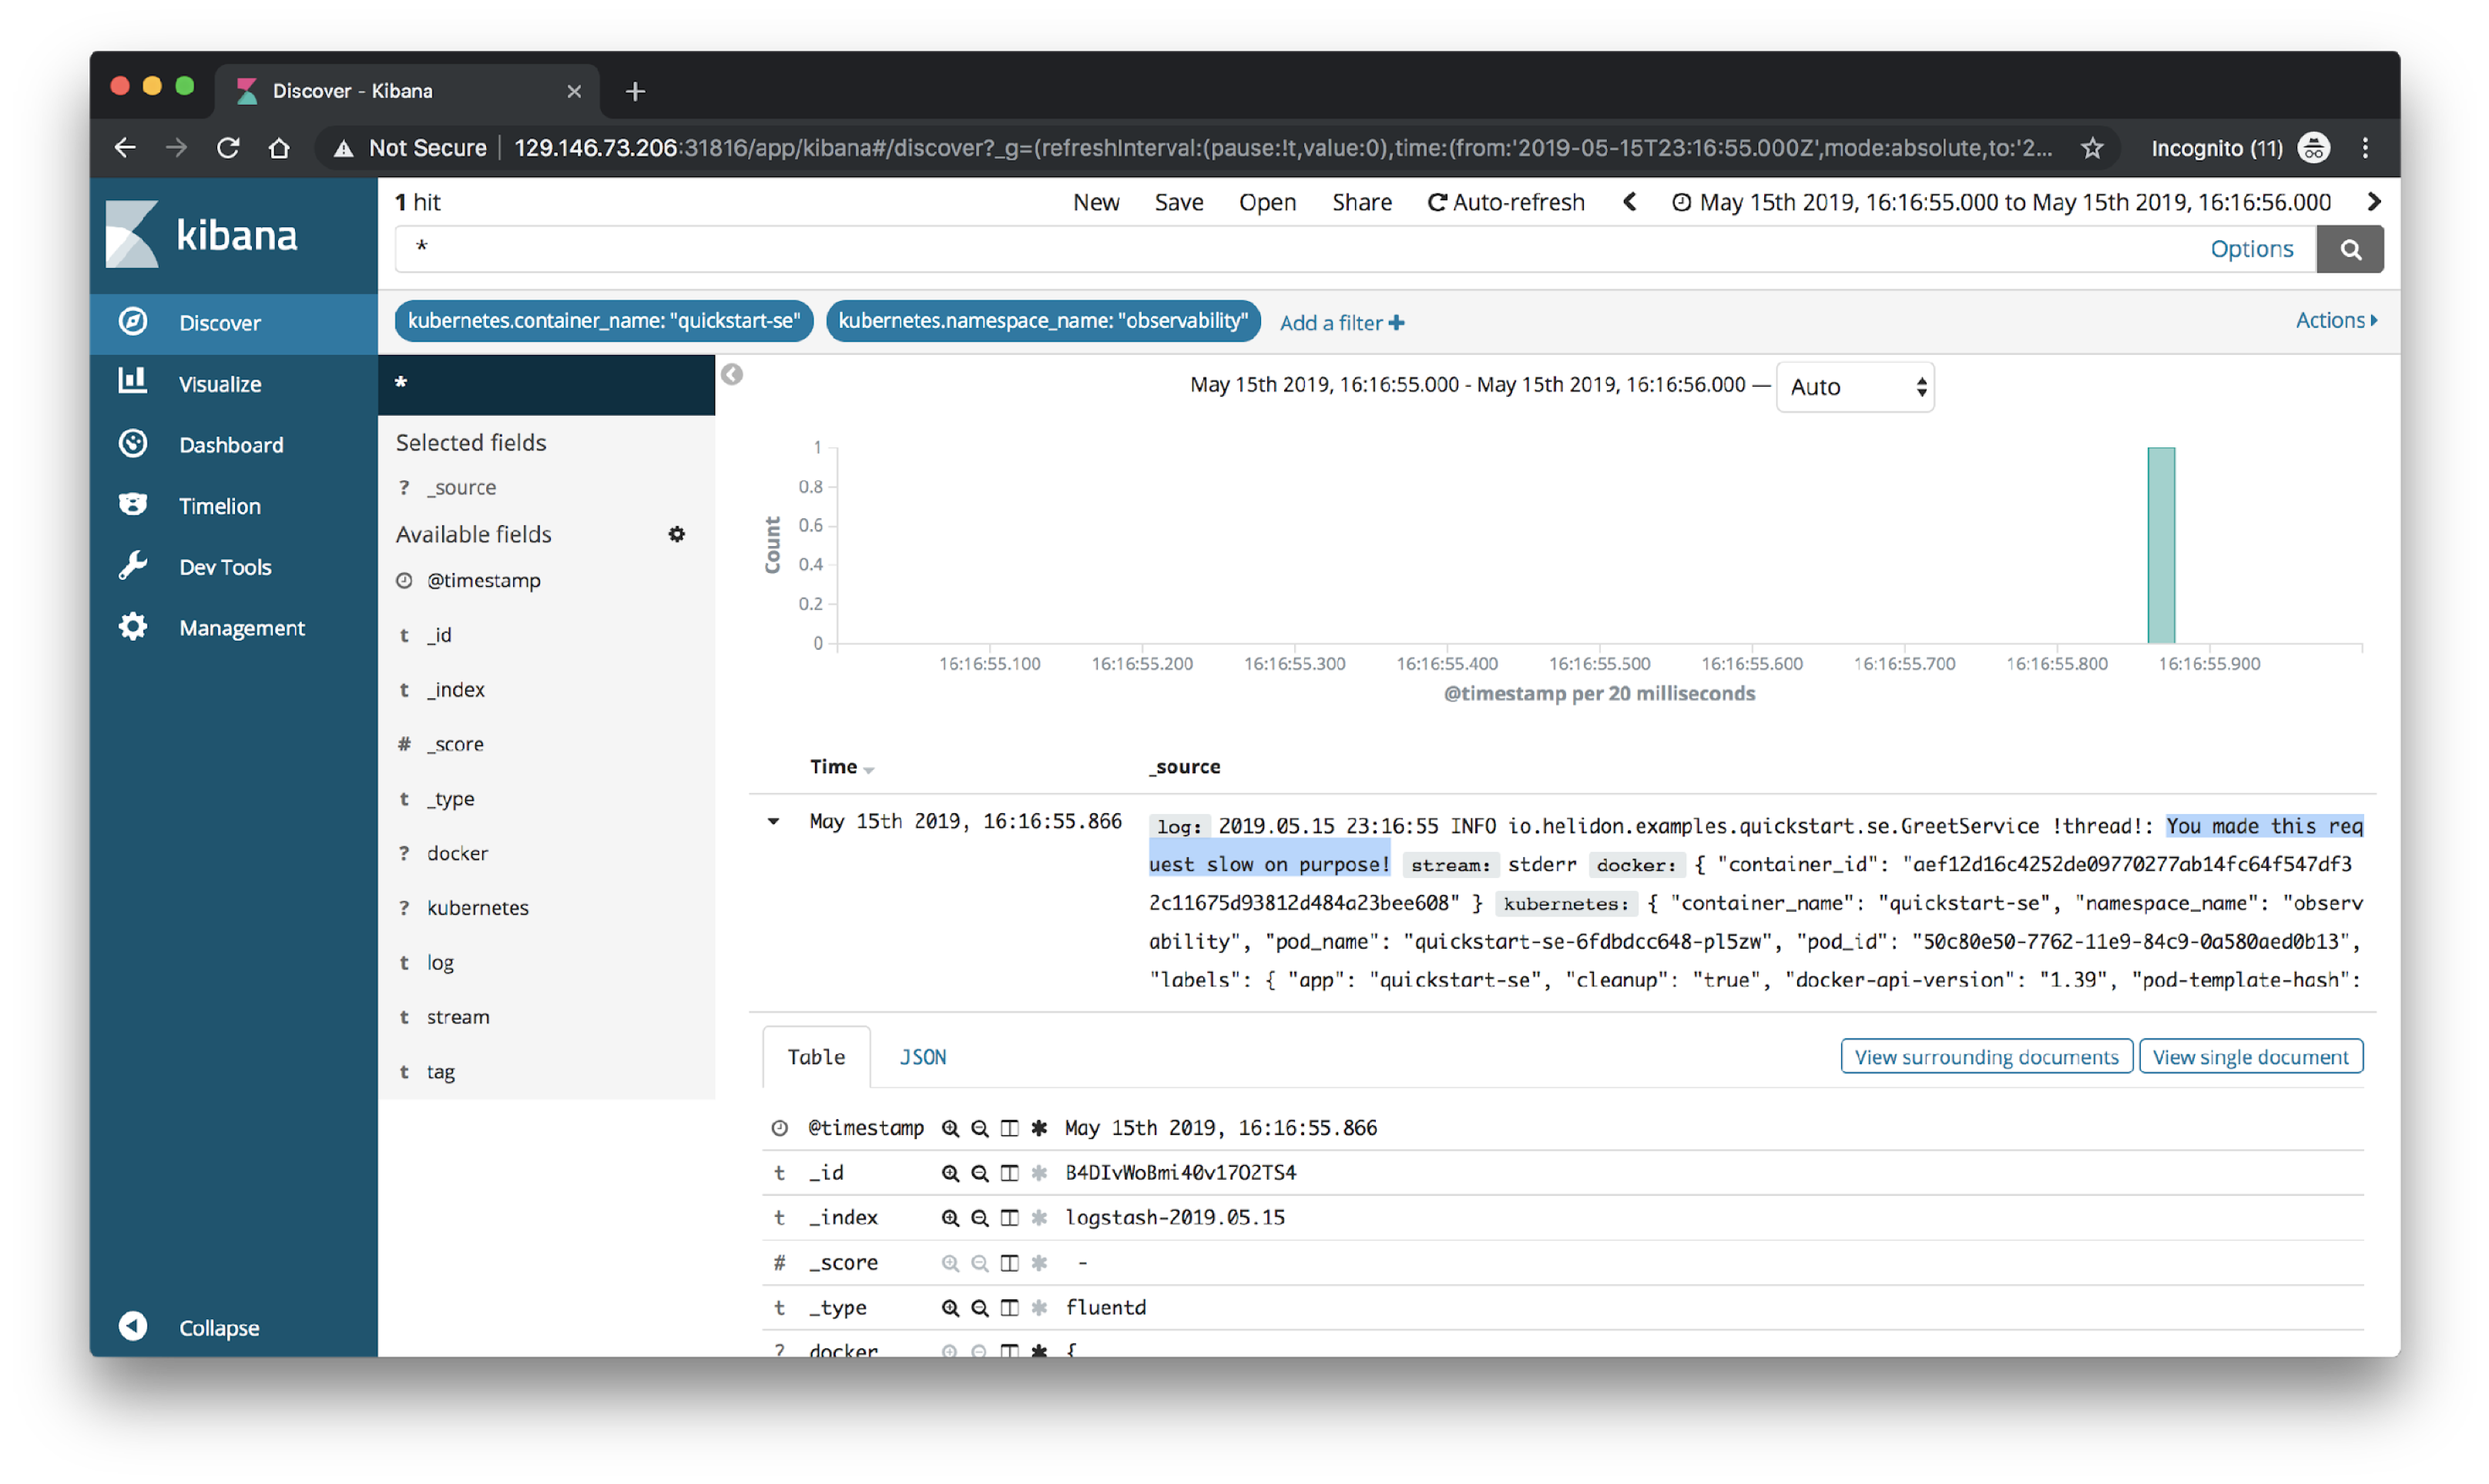 Discover - Kibana
Not Secure 129.146.73.206:31816/app/kibana#/discover?_g=(refreshInterval:(pause:!t,value:0),time:(from:'2019-05-15T23:16:55.000Z',mode:absolute,to:'2... Incognito (11)
kibana
Discover
Visualize
Dashboard
Timelion
Dev Tools
Management
Collapse
1 hit New Save Open Share Auto-refresh May 15th 2019, 16:16:55.000 to May 15th 2019, 16:16:56.000
* Options
kubernetes.container_name: "quickstart-se" kubernetes.namespace_name: "observability" Add a filter Actions
*
Selected fields
? _source
Available fields
@timestamp
t _id
t _index
# _score
t _type
? docker
? kubernetes
t log
t stream
t tag
May 15th 2019, 16:16:55.000 - May 15th 2019, 16:16:56.000 — Auto
Count
1
0.8
0.6
0.4
0.2
0
16:16:55.100 16:16:55.200 16:16:55.300 16:16:55.400 16:16:55.500 16:16:55.600 16:16:55.700 16:16:55.800 16:16:55.900
@timestamp per 20 milliseconds
Time _source
May 15th 2019, 16:16:55.866 log: 2019.05.15 23:16:55 INFO io.helidon.examples.quickstart.se.GreetService !thread!: You made this req
uest slow on purpose! stream: stderr docker: { "container_id": "aef12d16c4252de09770277ab14fc64f547df3
2c11675d93812d484a23bee608" } kubernetes: { "container_name": "quickstart-se", "namespace_name": "observ
ability", "pod_name": "quickstart-se-6fdbdcc648-pl5zw", "pod_id": "50c80e50-7762-11e9-84c9-0a580aed0b13",
"labels": { "app": "quickstart-se", "cleanup": "true", "docker-api-version": "1.39", "pod-template-hash":
Table JSON View surrounding documents View single document
@timestamp May 15th 2019, 16:16:55.866
t _id B4DIvWoBmi40v17O2TS4
t _index logstash-2019.05.15
# _score -
t _type fluentd
? docker {